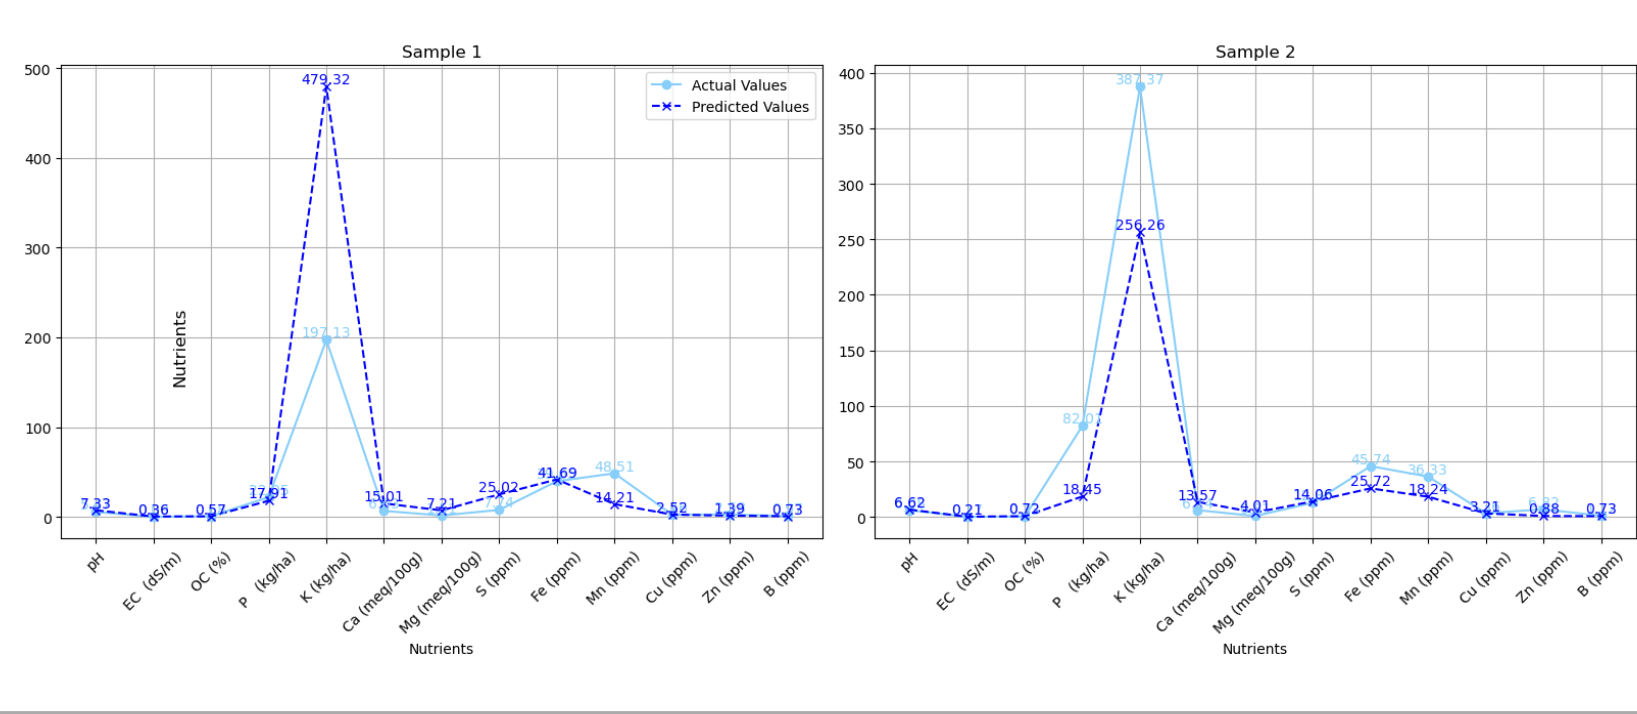 Sample 1
500
400
300
200
100
0
Nutrients
Actual Values
Predicted Values
479.32
197.13
7.33
0.36
0.57
17.91
15.01
7.21
25.02
41.69
48.51
14.21
2.52
1.39
0.73
pH
EC (dS/m)
OC (%)
P (kg/ha)
K (kg/ha)
Ca (meq/100g)
Mg (meq/100g)
S (ppm)
Fe (ppm)
Mn (ppm)
Cu (ppm)
Zn (ppm)
B (ppm)
Nutrients
Sample 2
400
350
300
250
200
150
100
50
0
387.37
256.26
6.62
0.21
0.72
18.45
13.57
4.01
14.06
45.74
25.72
36.33
18.24
3.21
0.88
0.73
pH
EC (dS/m)
OC (%)
P (kg/ha)
K (kg/ha)
Ca (meq/100g)
Mg (meq/100g)
S (ppm)
Fe (ppm)
Mn (ppm)
Cu (ppm)
Zn (ppm)
B (ppm)
Nutrients